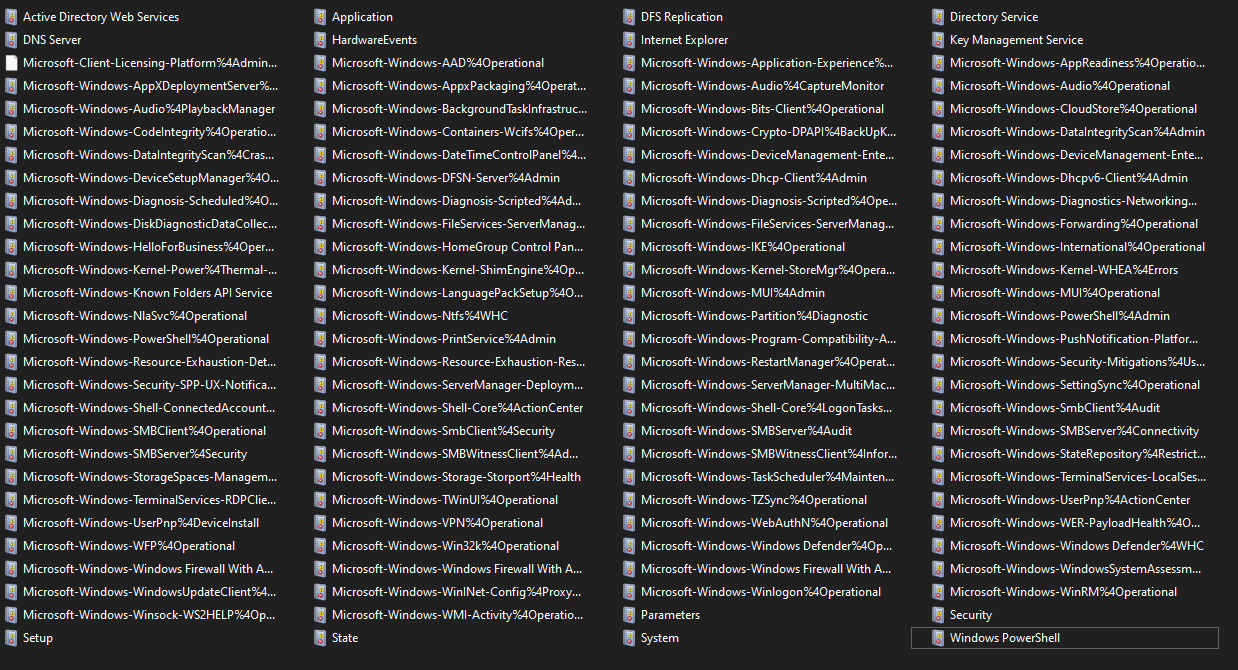 Active Directory Web Services
Application
DFS Replication
Directory Service
DNS Server
HardwareEvents
Internet Explorer
Key Management Service
Microsoft-Client-Licensing-Platform%4Admin...
Microsoft-Windows-AAD%4Operational
Microsoft-Windows-Application-Experience%...
Microsoft-Windows-AppReadiness%4Operatio...
Microsoft-Windows-AppXDeploymentServer%...
Microsoft-Windows-AppxPackaging%4Operat...
Microsoft-Windows-Audio%4CaptureMonitor
Microsoft-Windows-Audio%4Operational
Microsoft-Windows-Audio%4PlaybackManager
Microsoft-Windows-BackgroundTaskInfrastruc...
Microsoft-Windows-Bits-Client%4Operational
Microsoft-Windows-CloudStore%4Operational
Microsoft-Windows-CodeIntegrity%4Operatio...
Microsoft-Windows-Containers-Wcifs%4Oper...
Microsoft-Windows-Crypto-DPAPI%4BackUpK...
Microsoft-Windows-DataIntegrityScan%4Admin
Microsoft-Windows-DataIntegrityScan%4Cras...
Microsoft-Windows-DateTimeControlPanel%4...
Microsoft-Windows-DeviceManagement-Ente...
Microsoft-Windows-DeviceManagement-Ente...
Microsoft-Windows-DeviceSetupManager%4O...
Microsoft-Windows-DFSN-Server%4Admin
Microsoft-Windows-Dhcp-Client%4Admin
Microsoft-Windows-Dhcpv6-Client%4Admin
Microsoft-Windows-Diagnosis-Scheduled%4O...
Microsoft-Windows-Diagnosis-Scripted%4Ad...
Microsoft-Windows-Diagnosis-Scripted%4Ope...
Microsoft-Windows-Diagnostics-Networking...
Microsoft-Windows-DiskDiagnosticDataCollec...
Microsoft-Windows-FileServices-ServerManag...
Microsoft-Windows-FileServices-ServerManag...
Microsoft-Windows-Forwarding%4Operational
Microsoft-Windows-HelloForBusiness%4Oper...
Microsoft-Windows-HomeGroup Control Pan...
Microsoft-Windows-IKE%4Operational
Microsoft-Windows-International%4Operational
Microsoft-Windows-Kernel-Power%4Thermal-...
Microsoft-Windows-Kernel-ShimEngine%4Op...
Microsoft-Windows-Kernel-StoreMgr%4Opera...
Microsoft-Windows-Kernel-WHEA%4Errors
Microsoft-Windows-Known Folders API Service
Microsoft-Windows-LanguagePackSetup%4O...
Microsoft-Windows-MUI%4Admin
Microsoft-Windows-MUI%4Operational
Microsoft-Windows-NlaSvc%4Operational
Microsoft-Windows-Ntfs%4WHC
Microsoft-Windows-Partition%4Diagnostic
Microsoft-Windows-PowerShell%4Admin
Microsoft-Windows-PowerShell%4Operational
Microsoft-Windows-PrintService%4Admin
Microsoft-Windows-Program-Compatibility-A...
Microsoft-Windows-PushNotification-Platfor...
Microsoft-Windows-Resource-Exhaustion-Det...
Microsoft-Windows-Resource-Exhaustion-Res...
Microsoft-Windows-RestartManager%4Operat...
Microsoft-Windows-Security-Mitigations%4Us...
Microsoft-Windows-Security-SPP-UX-Notifica...
Microsoft-Windows-ServerManager-Deploym...
Microsoft-Windows-ServerManager-MultiMac...
Microsoft-Windows-SettingSync%4Operational
Microsoft-Windows-Shell-ConnectedAccount...
Microsoft-Windows-Shell-Core%4ActionCenter
Microsoft-Windows-Shell-Core%4LogonTasks...
Microsoft-Windows-SmbClient%4Audit
Microsoft-Windows-SMBClient%4Operational
Microsoft-Windows-SmbClient%4Security
Microsoft-Windows-SMBServer%4Audit
Microsoft-Windows-SMBServer%4Connectivity
Microsoft-Windows-SMBServer%4Security
Microsoft-Windows-SMBWitnessClient%4Ad...
Microsoft-Windows-SMBWitnessClient%4Infor...
Microsoft-Windows-StateRepository%4Restrict...
Microsoft-Windows-StorageSpaces-Managem...
Microsoft-Windows-Storage-Storport%4Health
Microsoft-Windows-TaskScheduler%4Mainten...
Microsoft-Windows-TerminalServices-LocalSes...
Microsoft-Windows-TerminalServices-RDPClie...
Microsoft-Windows-TWinUI%4Operational
Microsoft-Windows-TZSync%4Operational
Microsoft-Windows-UserPnp%4ActionCenter
Microsoft-Windows-UserPnp%4DeviceInstall
Microsoft-Windows-VPN%4Operational
Microsoft-Windows-WebAuthN%4Operational
Microsoft-Windows-WER-PayloadHealth%4O...
Microsoft-Windows-WFP%4Operational
Microsoft-Windows-Win32k%4Operational
Microsoft-Windows-Windows Defender%4Op...
Microsoft-Windows-Windows Defender%4WHC
Microsoft-Windows-Windows Firewall With A...
Microsoft-Windows-Windows Firewall With A...
Microsoft-Windows-Windows Firewall With A...
Microsoft-Windows-WindowsSystemAssessm...
Microsoft-Windows-WindowsUpdateClient%4...
Microsoft-Windows-WinINet-Config%4Proxy...
Microsoft-Windows-Winlogon%4Operational
Microsoft-Windows-WinRM%4Operational
Microsoft-Windows-Winsock-WS2HELP%4Op...
Microsoft-Windows-WMI-Activity%4Operatio...
Parameters
Security
Setup
State
System
Windows PowerShell